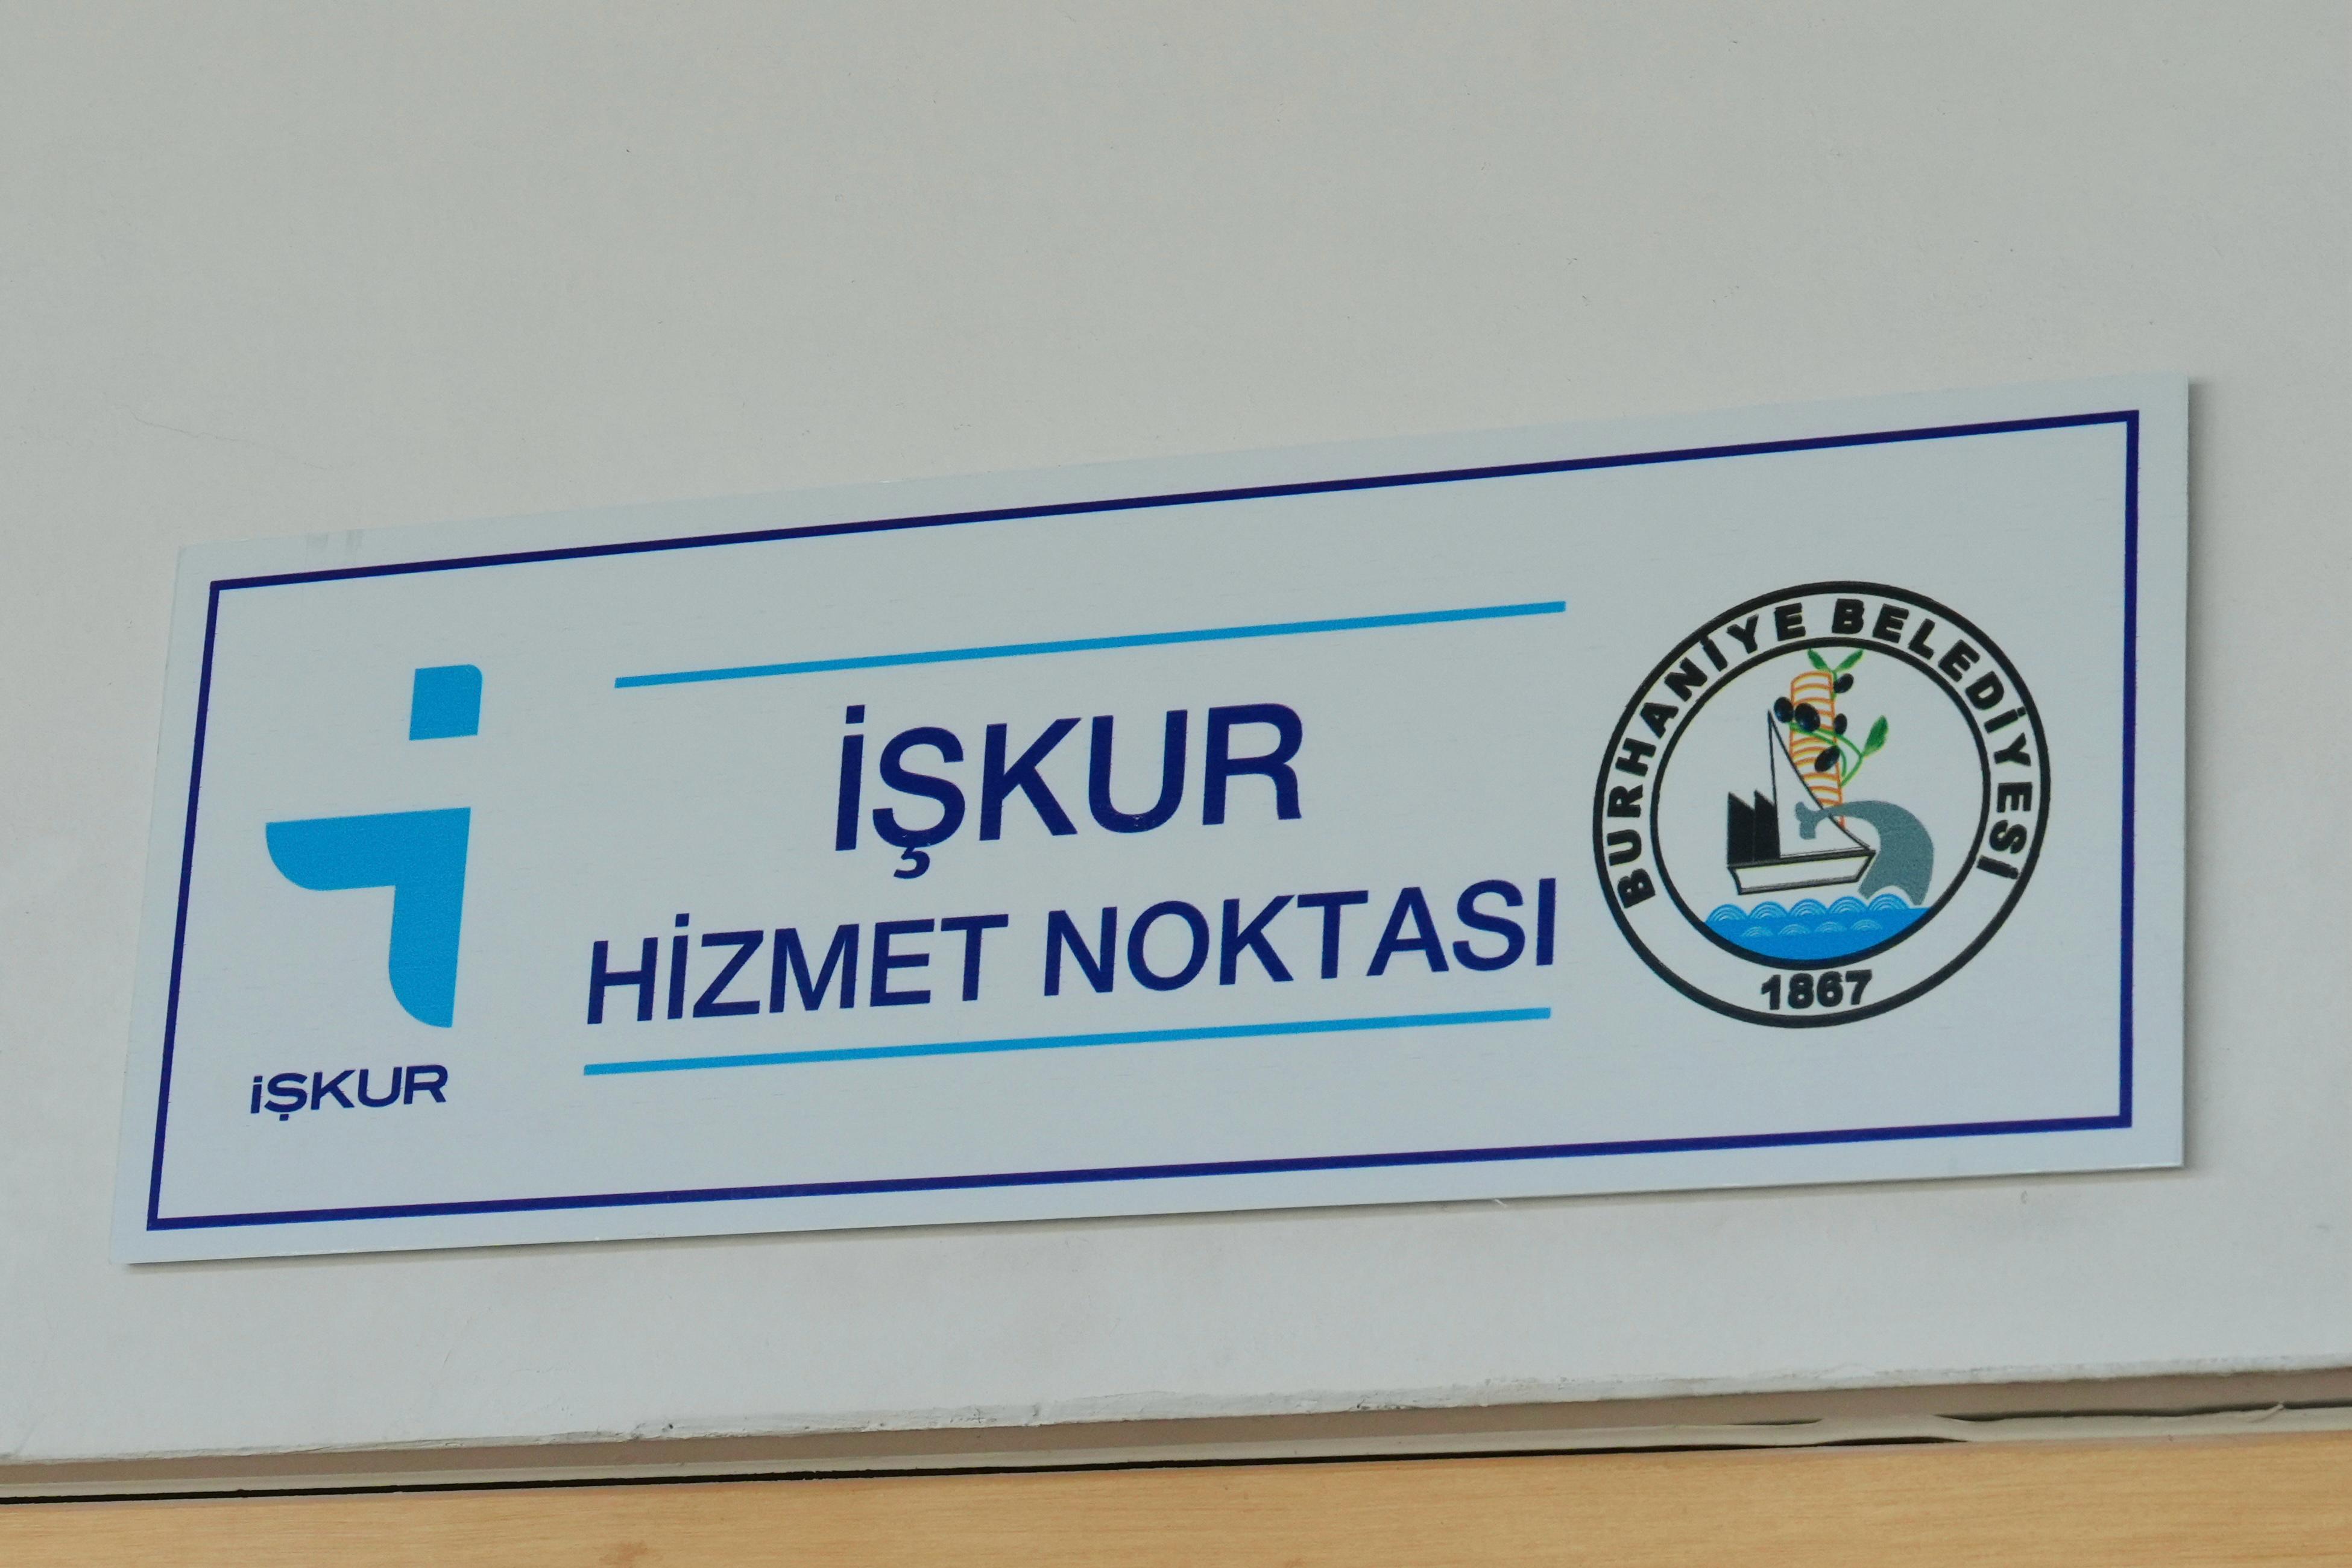 İŞKUR
İŞKUR
HİZMET NOKTASI
BURHANİYE BELEDİYESİ
1867